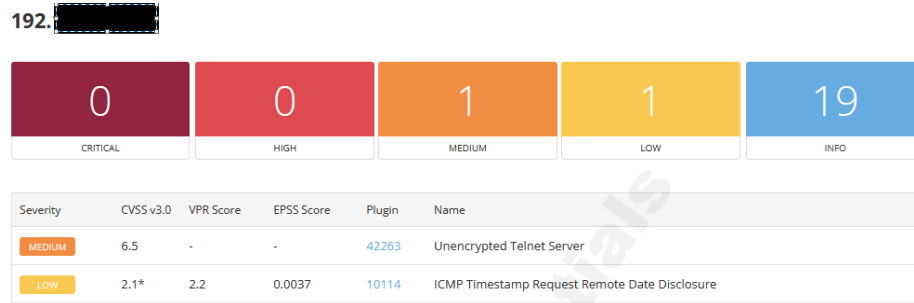 192.
0 0 1 1 19
CRITICAL HIGH MEDIUM LOW INFO
Severity CVSS v3.0 VPR Score EPSS Score Plugin Name
MEDIUM 6.5 - - 42263 Unencrypted Telnet Server
LOW 2.1* 2.2 0.0037 10114 ICMP Timestamp Request Remote Date Disclosure
tials